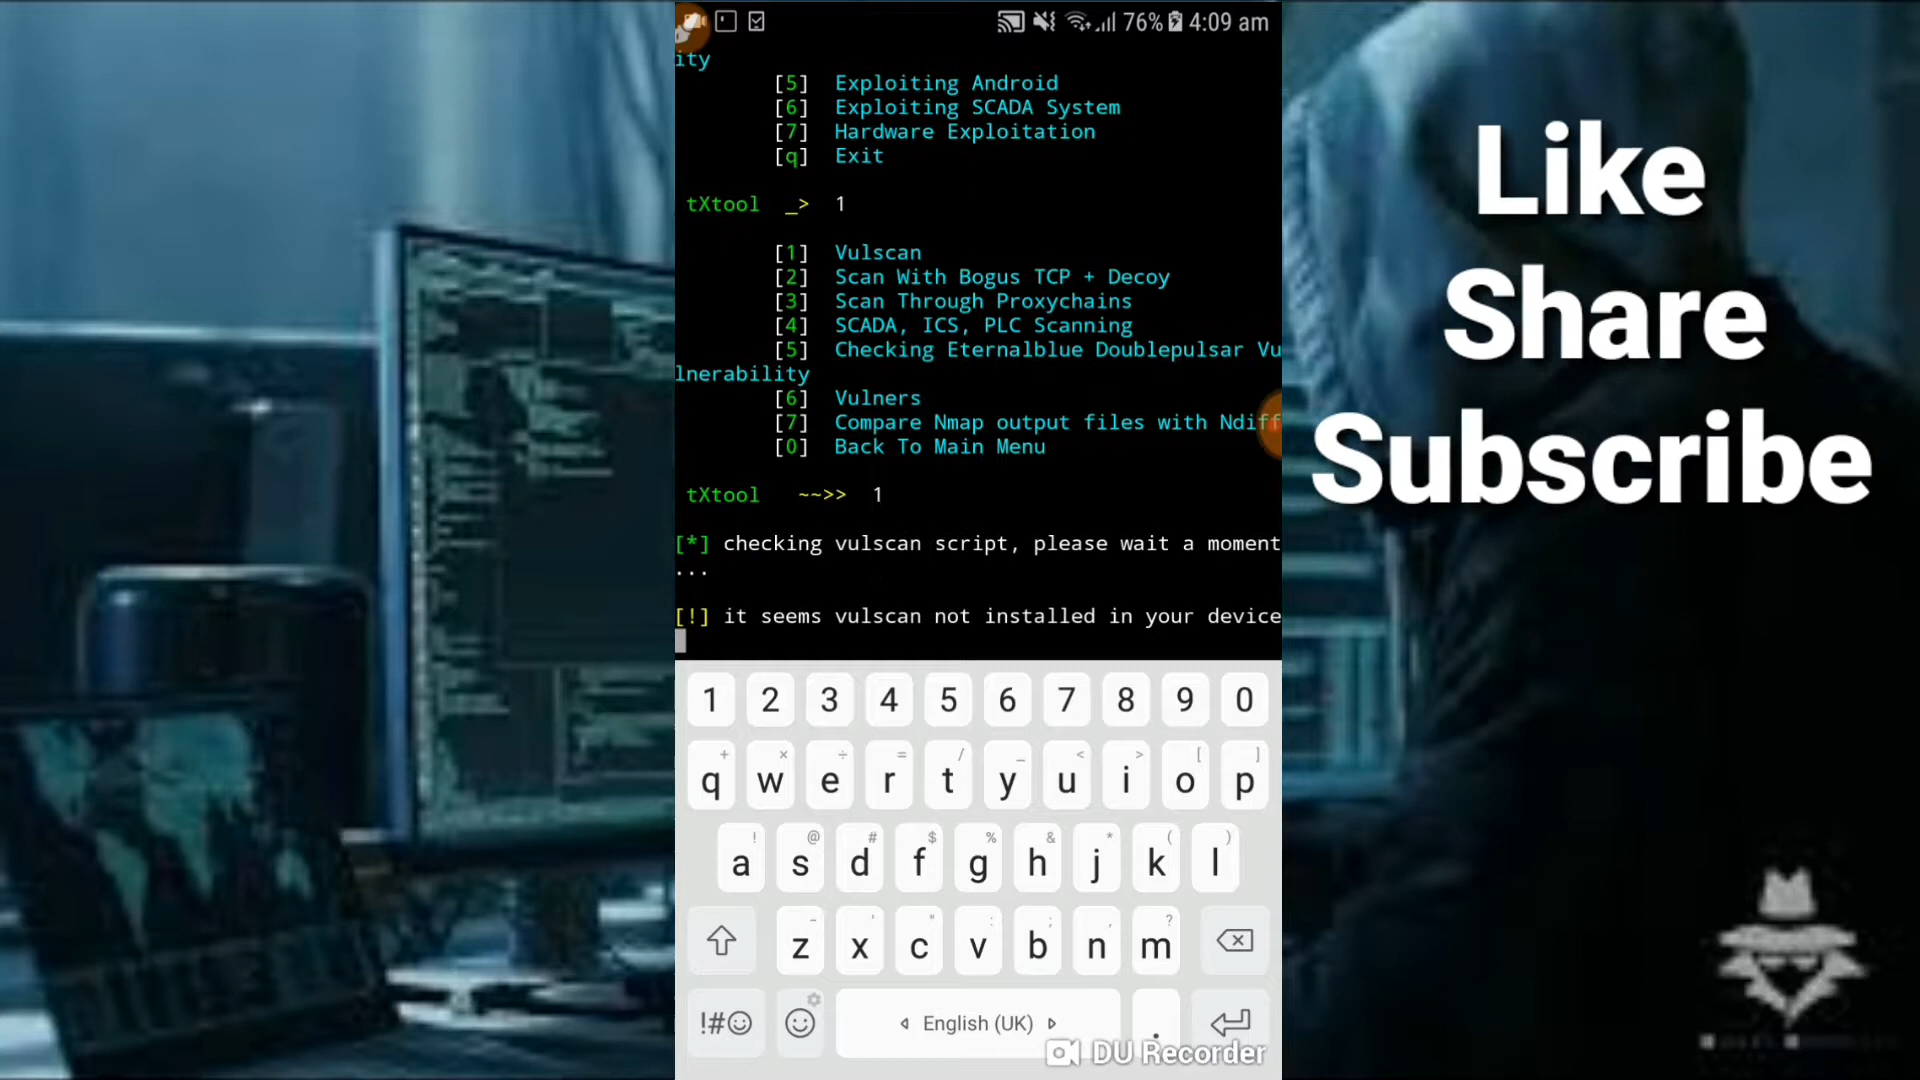 76% 4:09 am
ity
[5] Exploiting Android
[6] Exploiting SCADA System
[7] Hardware Exploitation
[q] Exit
tXtool _> 1
[1] Vulscan
[2] Scan With Bogus TCP + Decoy
[3] Scan Through Proxychains
[4] SCADA, ICS, PLC Scanning
[5] Checking Eternalblue Doublepulsar Vu
lnerability
[6] Vulners
[7] Compare Nmap output files with Ndiff
[0] Back To Main Menu
tXtool ~~>> 1
[*] checking vulscan script, please wait a moment
...
[!] it seems vulscan not installed in your device
1 2 3 4 5 6 7 8 9 0
+ × ÷ = / _ < > [ ]
q w e r t y u i o p
! @ # $ % & * ( )
a s d f g h j k l
- ' " : ; , ?
z x c v b n m
!#☺ English (UK) .
DU Recorder
Like
Share
Subscribe